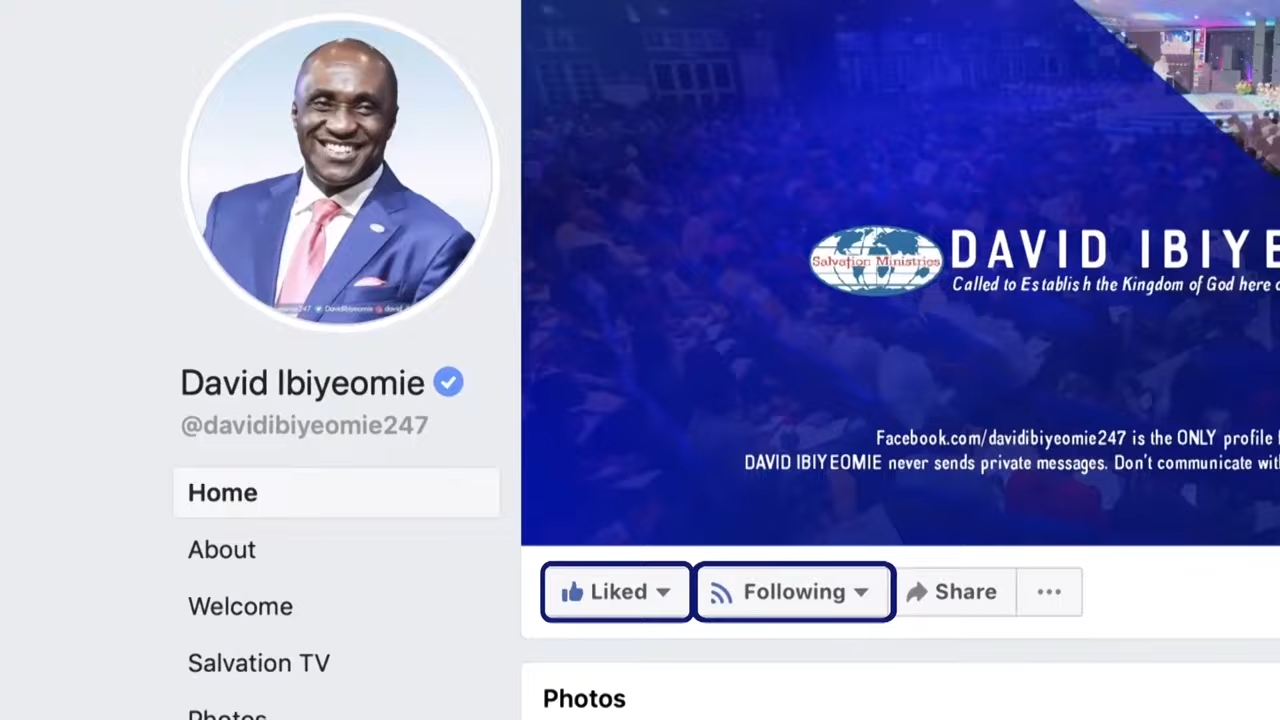 David Ibiyeomie
@davidibiyeomie247
Home
About
Welcome
Salvation TV
Photos
Salvation Ministries
DAVID IBIYE
Called to Establish the Kingdom of God here
Facebook.com/davidibiyeomie247 is the ONLY profile
DAVID IBIYEOMIE never sends private messages. Don't communicate wit
Liked
Following
Share
Photos